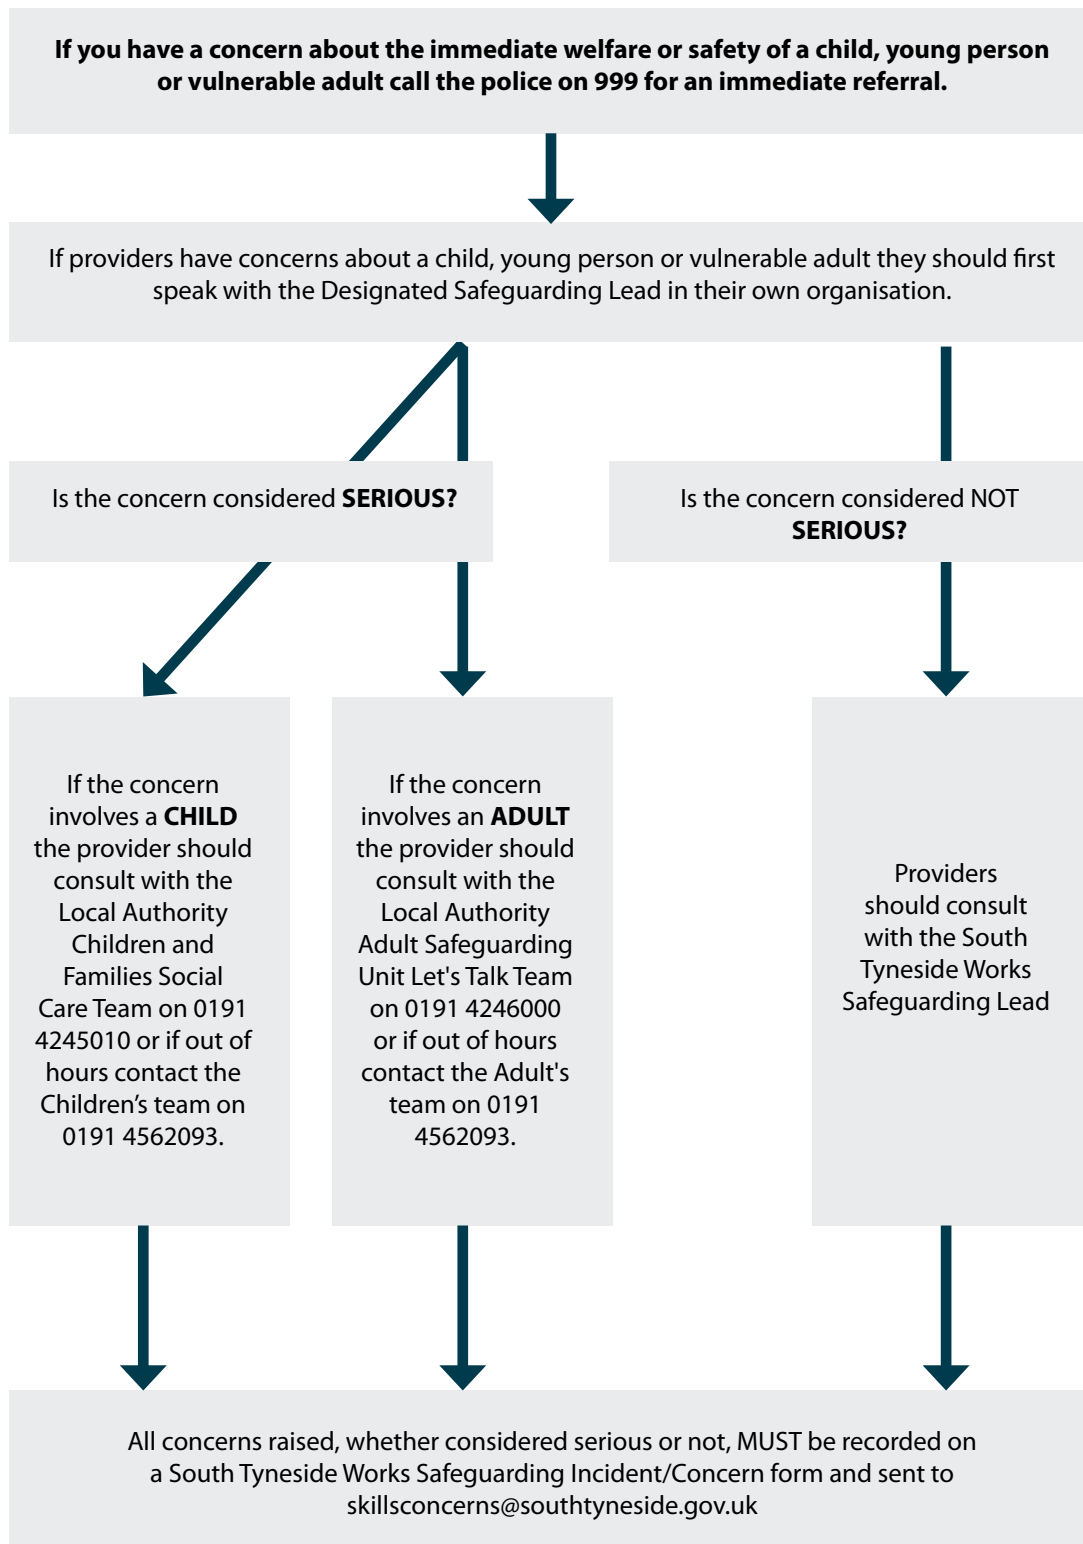 If you have a concern about the immediate welfare or safety of a child, young person
or vulnerable adult call the police on 999 for an immediate referral.
If providers have concerns about a child, young person or vulnerable adult they should first
speak with the Designated Safeguarding Lead in their own organisation.
Is the concern considered SERIOUS?
Is the concern considered NOT
SERIOUS?
If the concern
involves a CHILD
the provider should
consult with the
Local Authority
Children and
Families Social
Care Team on 0191
4245010 or if out of
hours contact the
Children’s team on
0191 4562093.
If the concern
involves an ADULT
the provider should
consult with the
Local Authority
Adult Safeguarding
Unit Let's Talk Team
on 0191 4246000
or if out of hours
contact the Adult's
team on 0191
4562093.
Providers
should consult
with the South
Tyneside Works
Safeguarding Lead
All concerns raised, whether considered serious or not, MUST be recorded on
a South Tyneside Works Safeguarding Incident/Concern form and sent to
skillsconcerns@southtyneside.gov.uk